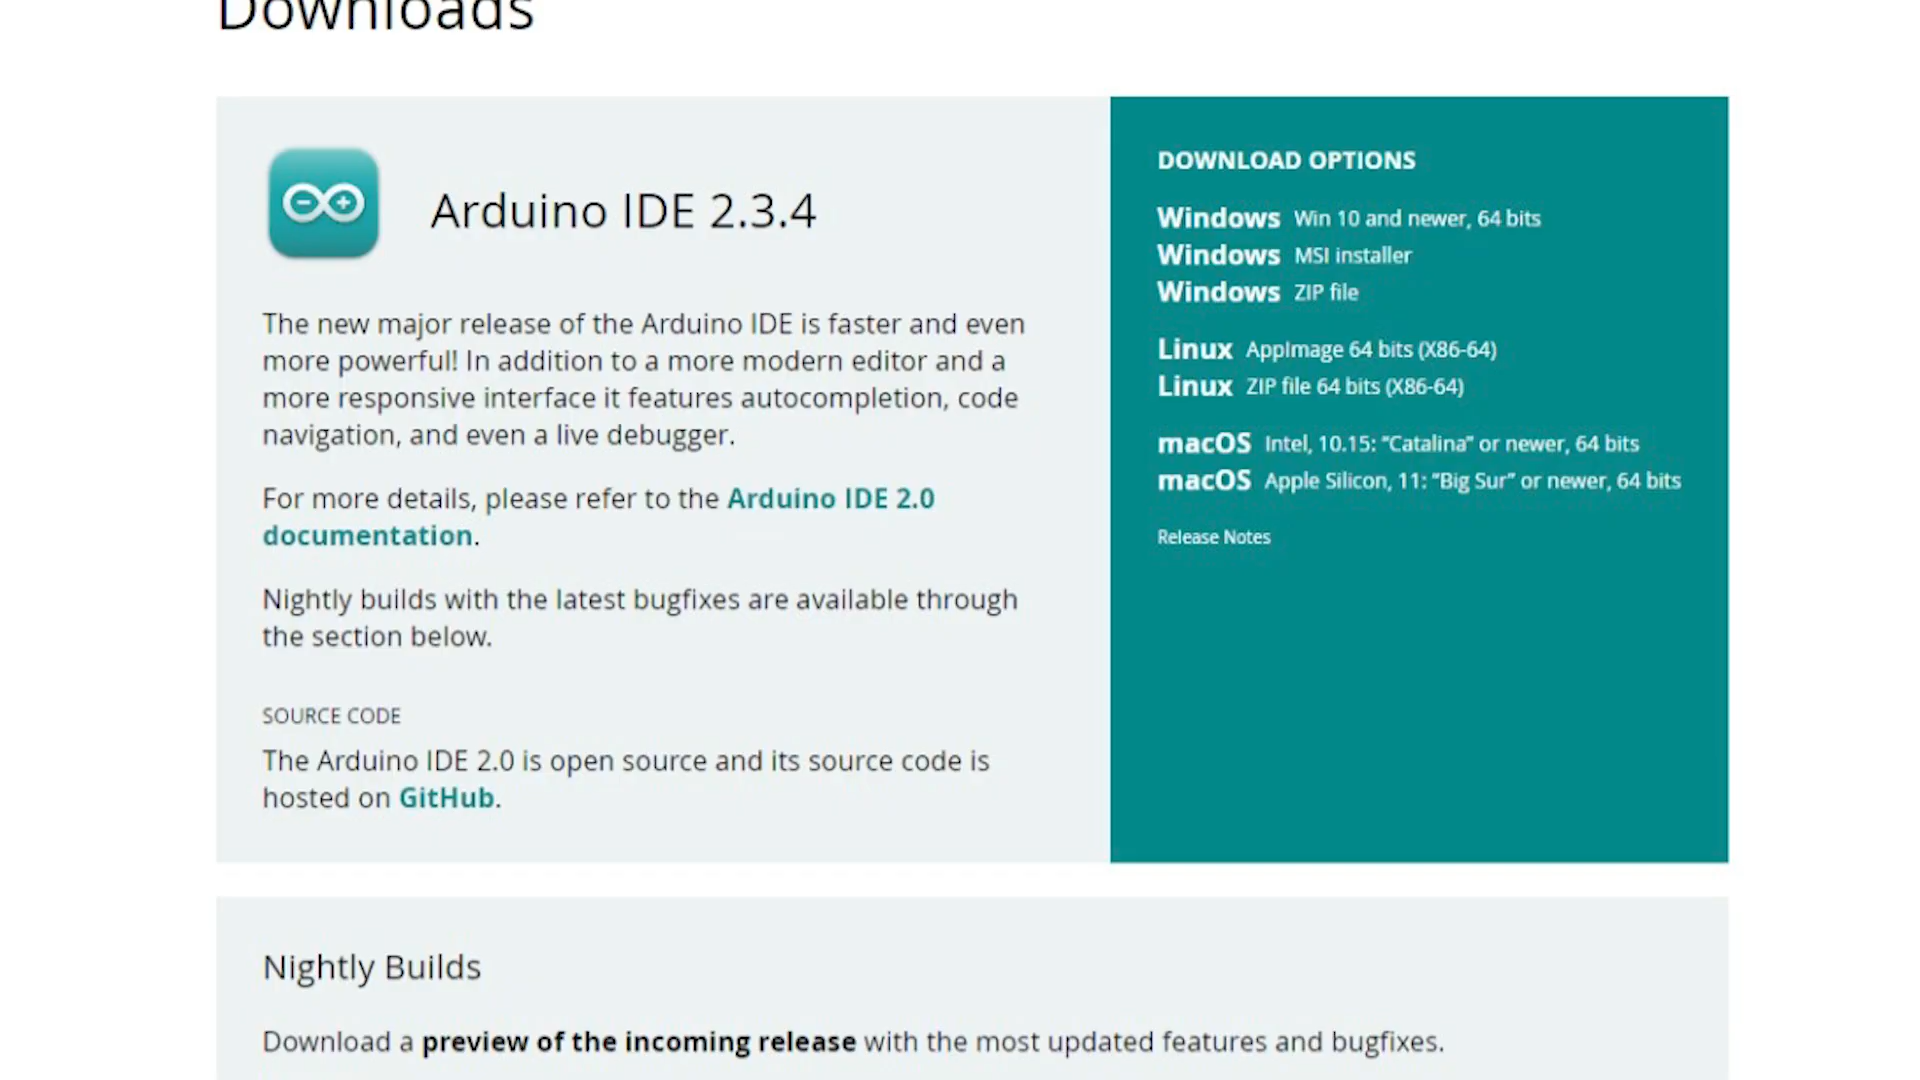 Downloads
Arduino IDE 2.3.4
The new major release of the Arduino IDE is faster and even
more powerful! In addition to a more modern editor and a
more responsive interface it features autocompletion, code
navigation, and even a live debugger.
For more details, please refer to the Arduino IDE 2.0
documentation.
Nightly builds with the latest bugfixes are available through
the section below.
SOURCE CODE
The Arduino IDE 2.0 is open source and its source code is
hosted on GitHub.
DOWNLOAD OPTIONS
Windows Win 10 and newer, 64 bits
Windows MSI installer
Windows ZIP file
Linux AppImage 64 bits (X86-64)
Linux ZIP file 64 bits (X86-64)
macOS Intel, 10.15: “Catalina” or newer, 64 bits
macOS Apple Silicon, 11: “Big Sur” or newer, 64 bits
Release Notes
Nightly Builds
Download a preview of the incoming release with the most updated features and bugfixes.